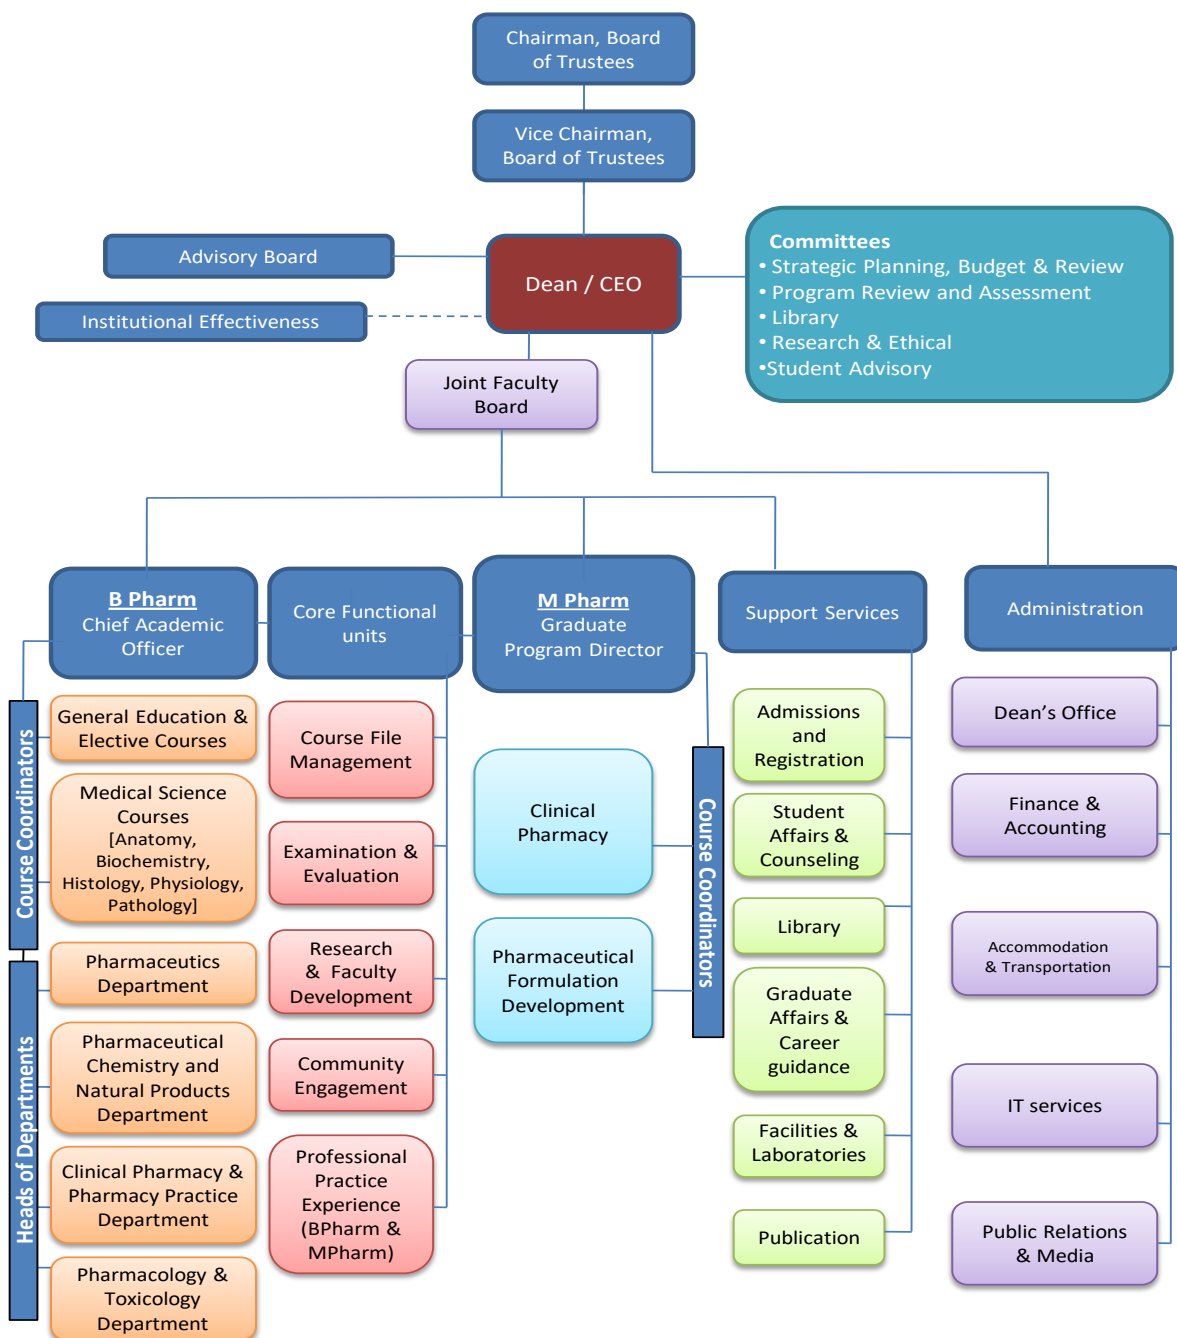 Chairman, Board
of Trustees
Vice Chairman,
Board of Trustees
Advisory Board
Institutional Effectiveness
Dean / CEO
Committees
• Strategic Planning, Budget & Review
• Program Review and Assessment
• Library
• Research & Ethical
•Student Advisory
Joint Faculty
Board
B Pharm
Chief Academic
Officer
Core Functional
units
M Pharm
Graduate
Program Director
Support Services
Administration
Course Coordinators
General Education &
Elective Courses
Medical Science
Courses
[Anatomy,
Biochemistry,
Histology, Physiology,
Pathology]
Heads of Departments
Pharmaceutics
Department
Pharmaceutical
Chemistry and
Natural Products
Department
Clinical Pharmacy &
Pharmacy Practice
Department
Pharmacology &
Toxicology
Department
Course File
Management
Examination &
Evaluation
Research
& Faculty
Development
Community
Engagement
Professional
Practice
Experience
(BPharm &
MPharm)
Clinical
Pharmacy
Pharmaceutical
Formulation
Development
Course Coordinators
Admissions
and
Registration
Student
Affairs &
Counseling
Library
Graduate
Affairs &
Career
guidance
Facilities &
Laboratories
Publication
Dean’s Office
Finance &
Accounting
Accommodation
& Transportation
IT services
Public Relations
& Media